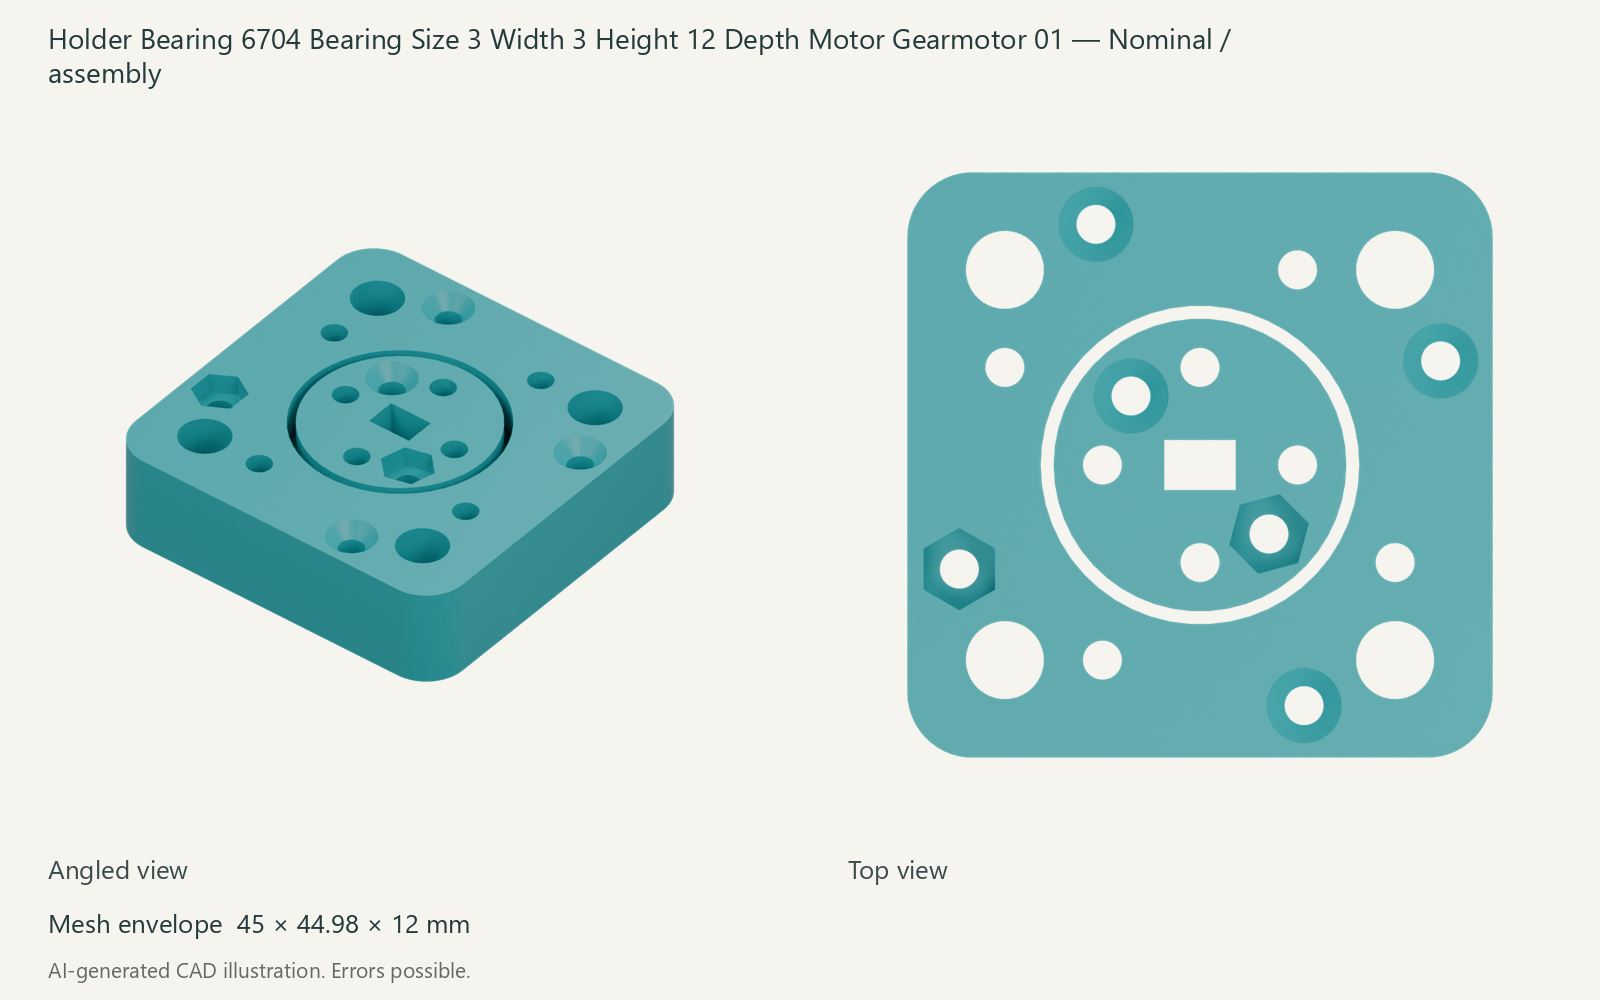 Holder Bearing 6704 Bearing Size 3 Width 3 Height 12 Depth Motor Gearmotor 01 — Nominal /
assembly
Angled view
Top view
Mesh envelope  45 × 44.98 × 12 mm
AI-generated CAD illustration. Errors possible.